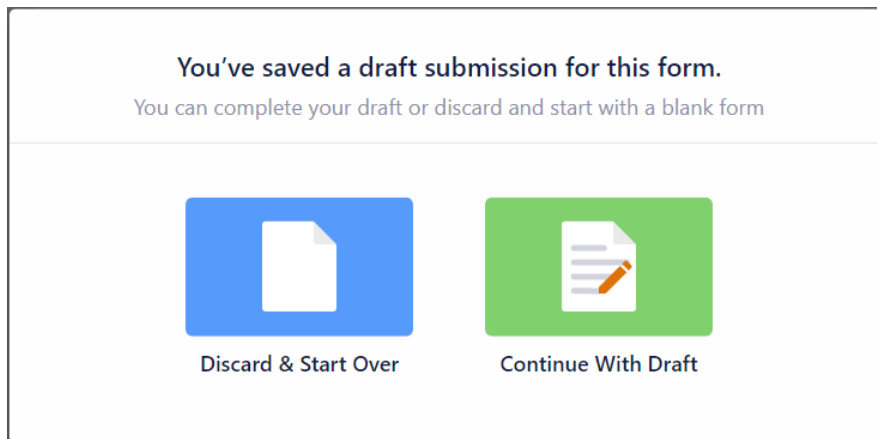 You’ve saved a draft submission for this form.
You can complete your draft or discard and start with a blank form
Discard & Start Over
Continue With Draft